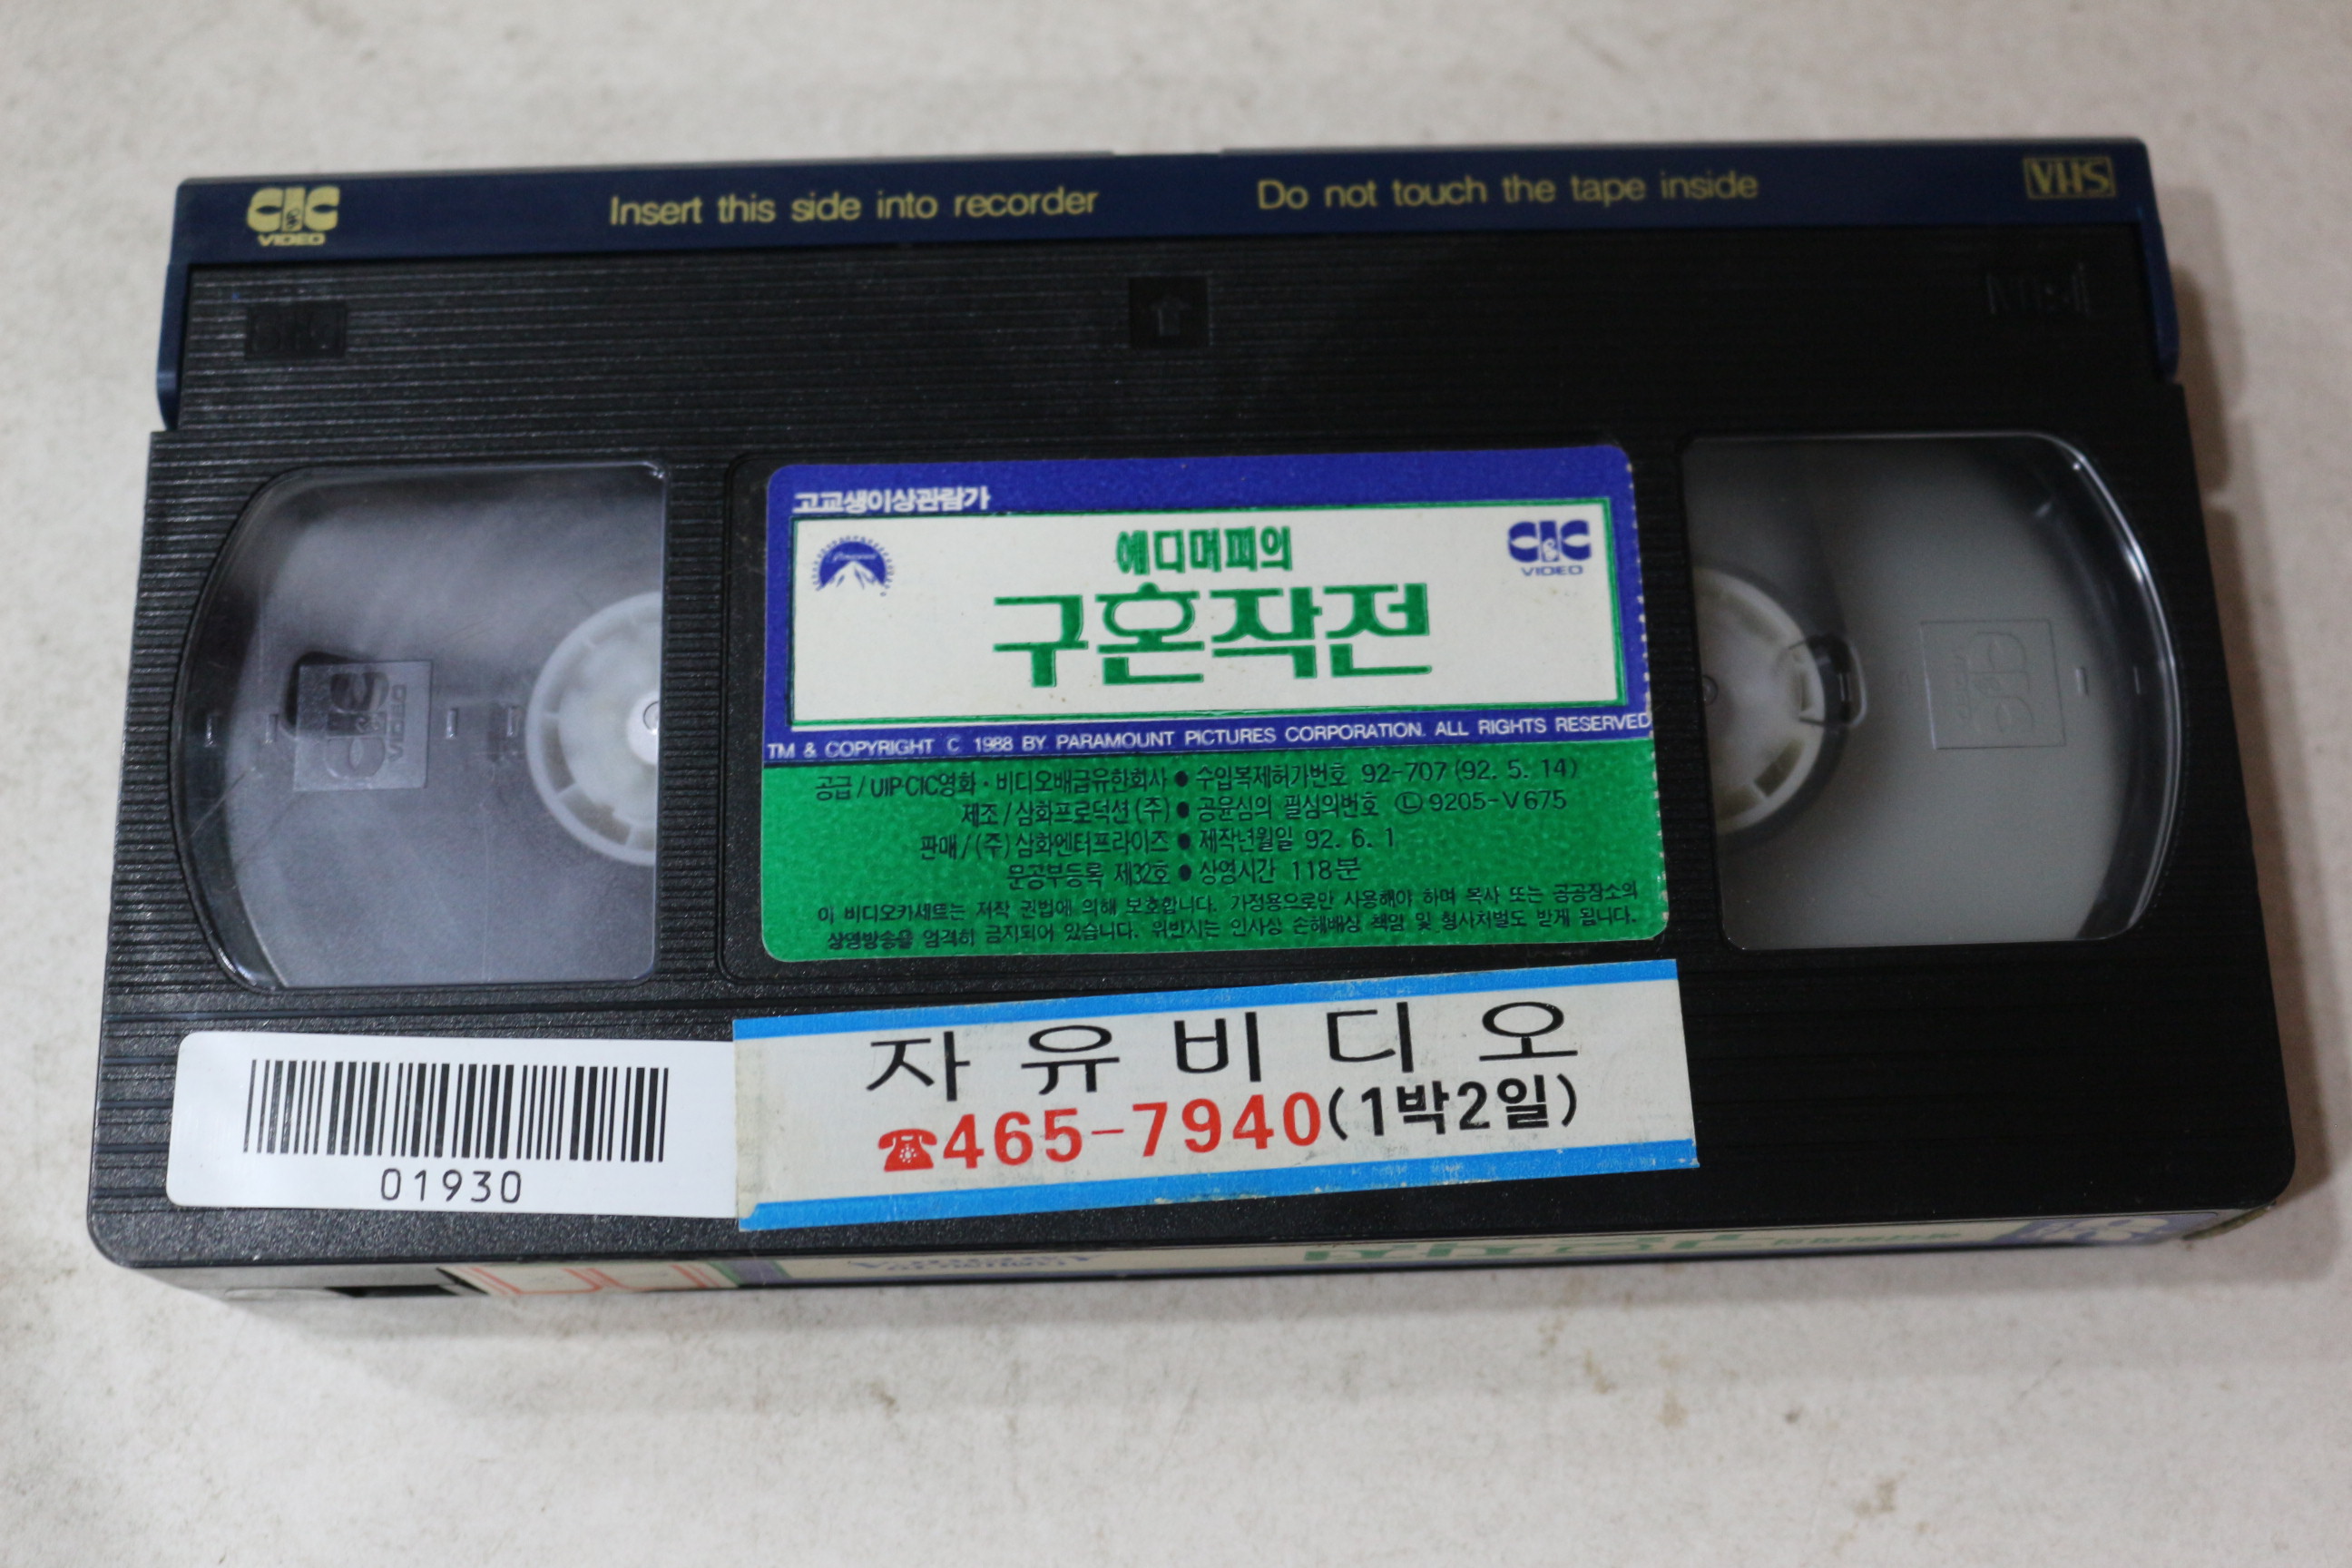 CIC VIDEO
Insert this side into recorder
Do not touch the tape inside
VHS
고교생이상관람가
Paramount
에디머피의
CIC VIDEO
구혼작전
TM & COPYRIGHT C 1988 BY PARAMOUNT PICTURES CORPORATION. ALL RIGHTS RESERVED
공급/UIP·CIC영화·비디오배급유한회사 ● 수입복제허가번호 92-707 (92. 5. 14)
제조/삼화프로덕션(주) ● 공윤심의 필심의번호 Ⓛ9205-V675
판매/(주)삼화엔터프라이즈 ● 제작년월일 92. 6. 1
문공부등록 제32호 ● 상영시간 118분
이 비디오카세트는 저작 권법에 의해 보호합니다. 가정용으로만 사용해야 하며 복사 또는 공공장소의
상영방송을 엄격히 금지되어 있습니다. 위반시는 민사상 손해배상 책임 및 형사처벌도 받게 됩니다.
자유비디오
☎465-7940(1박2일)
01930